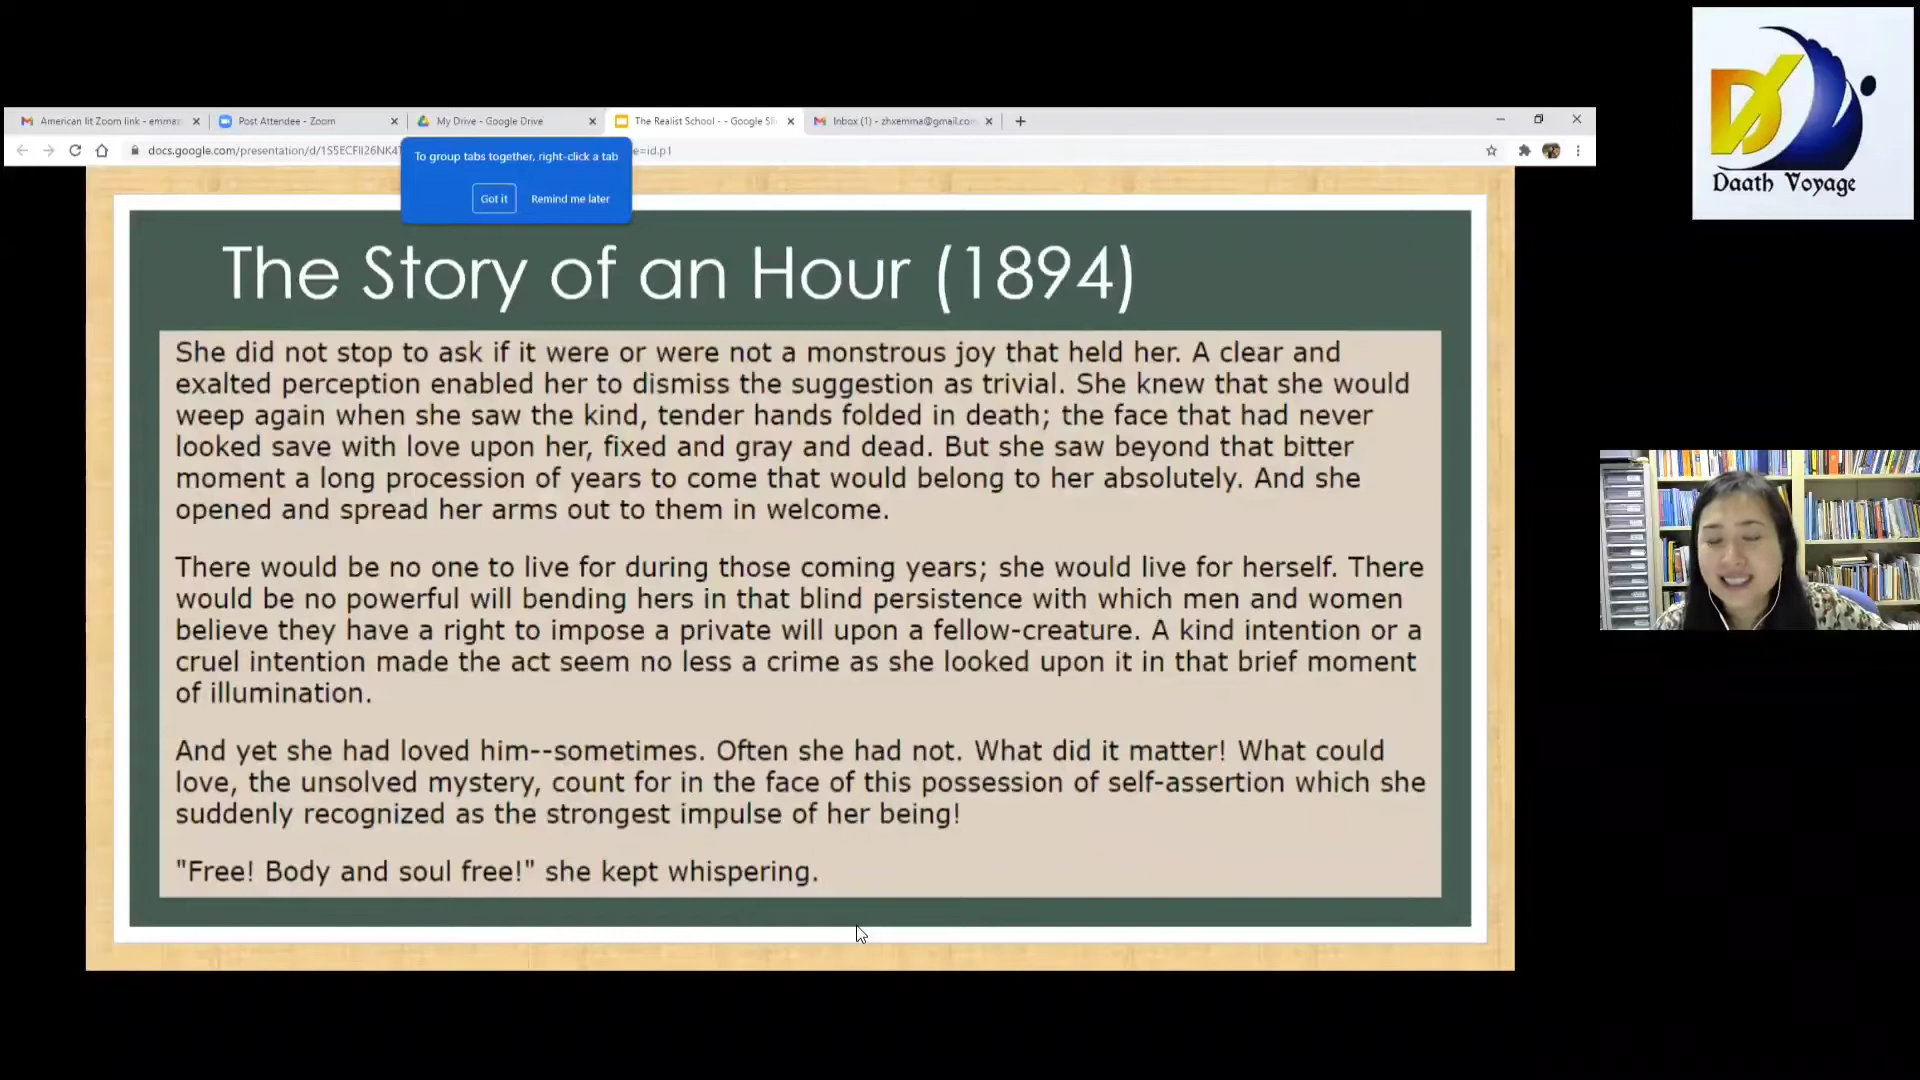 American lit Zoom link - emma
Post Attendee - Zoom
My Drive - Google Drive
The Realist School - - Google Sli
Inbox (1) - zhxemma@gmail.com
docs.google.com/presentation/d/1S5ECFII26NK4
=id.p1
To group tabs together, right-click a tab
Got it
Remind me later
Daath Voyage
The Story of an Hour (1894)
She did not stop to ask if it were or were not a monstrous joy that held her. A clear and
exalted perception enabled her to dismiss the suggestion as trivial. She knew that she would
weep again when she saw the kind, tender hands folded in death; the face that had never
looked save with love upon her, fixed and gray and dead. But she saw beyond that bitter
moment a long procession of years to come that would belong to her absolutely. And she
opened and spread her arms out to them in welcome.
There would be no one to live for during those coming years; she would live for herself. There
would be no powerful will bending hers in that blind persistence with which men and women
believe they have a right to impose a private will upon a fellow-creature. A kind intention or a
cruel intention made the act seem no less a crime as she looked upon it in that brief moment
of illumination.
And yet she had loved him--sometimes. Often she had not. What did it matter! What could
love, the unsolved mystery, count for in the face of this possession of self-assertion which she
suddenly recognized as the strongest impulse of her being!
"Free! Body and soul free!" she kept whispering.